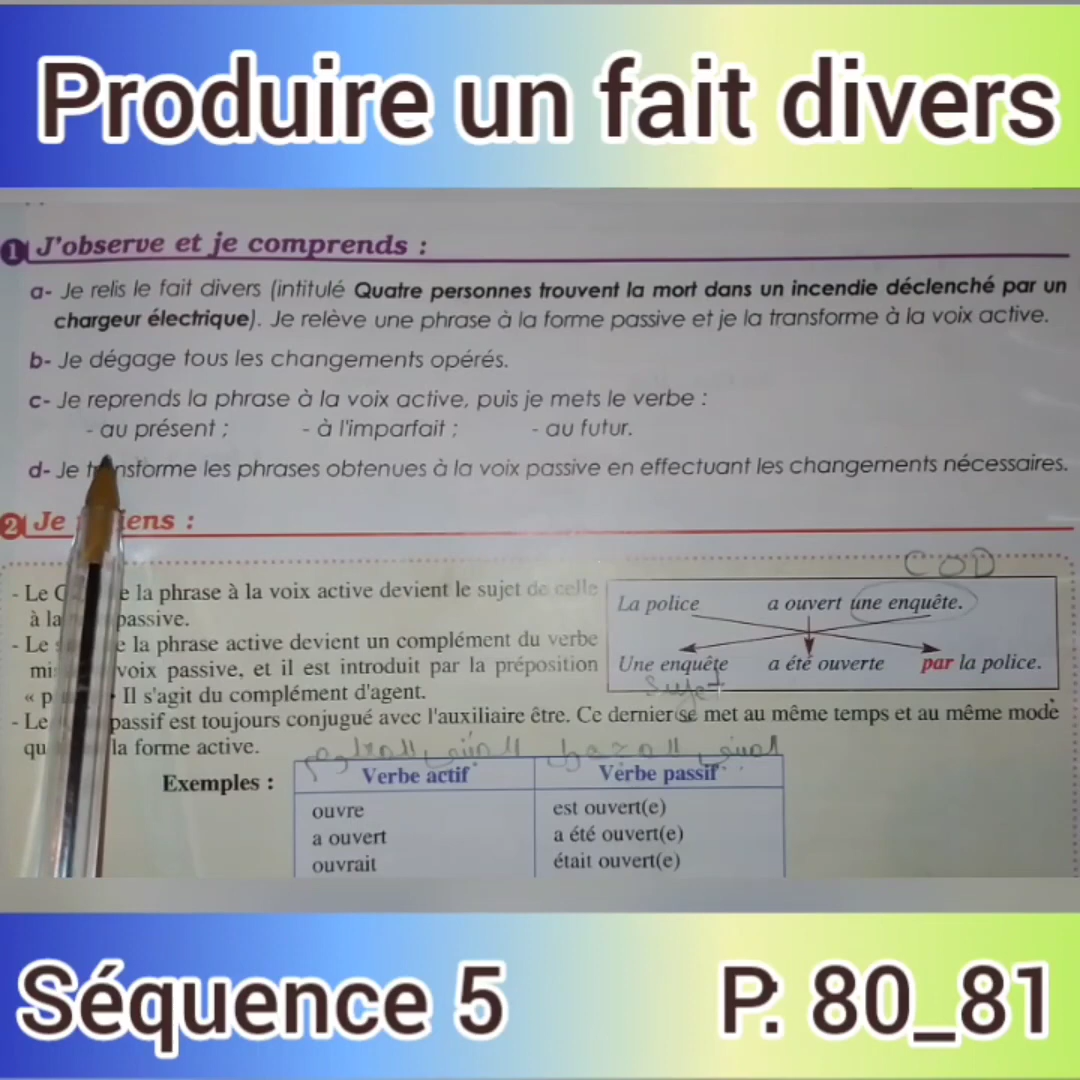 Produire un fait divers
1 J'observe et je comprends :
a- Je relis le fait divers (intitulé Quatre personnes trouvent la mort dans un incendie déclenché par un
chargeur électrique). Je relève une phrase à la forme passive et je la transforme à la voix active.
b- Je dégage tous les changements opérés.
c- Je reprends la phrase à la voix active, puis je mets le verbe :
- au présent ; - à l'imparfait ; - au futur.
d- Je transforme les phrases obtenues à la voix passive en effectuant les changements nécessaires.
2 Je
COD
- Le la phrase à la voix active devient le sujet de celle
à la passive.
- Le la phrase active devient un complément du verbe
voix passive, et il est introduit par la préposition
Il s'agit du complément d'agent.
- Le passif est toujours conjugué avec l'auxiliaire être. Ce dernier se met au même temps et au même mode
la forme active.
La police a ouvert une enquête.
Une enquête a été ouverte par la police.
Sujet
المبني المعلوم المبني المجهول
Exemples :
Verbe actif Verbe passif
ouvre est ouvert(e)
a ouvert a été ouvert(e)
ouvrait était ouvert(e)
Séquence 5 P. 80_81